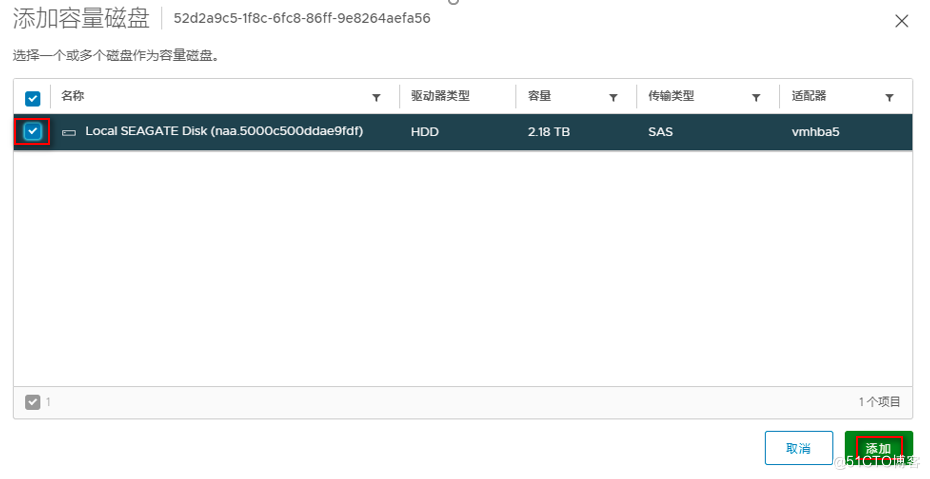 添加容量磁盘 52d2a9c5-1f8c-6fc8-86ff-9e8264aefa56
选择一个或多个磁盘作为容量磁盘。
名称 驱动器类型 容量 传输类型 适配器
Local SEAGATE Disk (naa.5000c500ddae9fdf) HDD 2.18 TB SAS vmhba5
1 1 个项目
取消 添加
@51CTO博客